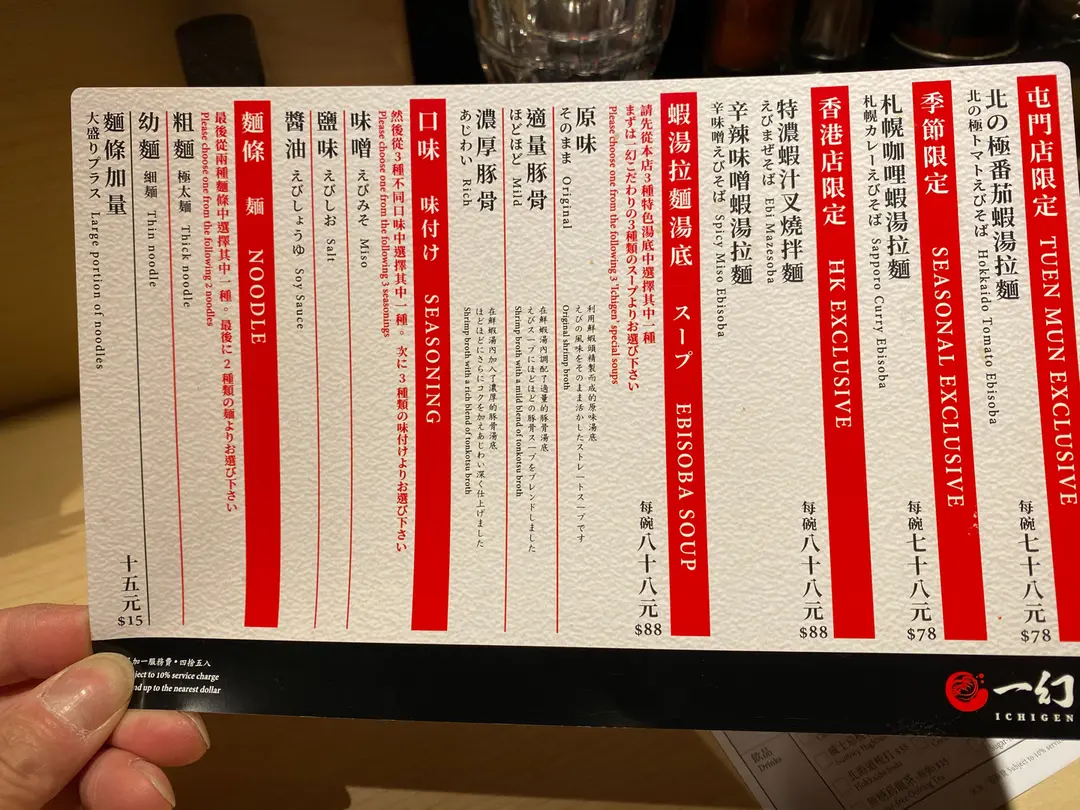 屯門店限定 TUEN MUN EXCLUSIVE
北の極番茄蝦湯拉麵
北の極トマトえびそば Hokkaido Tomato Ebisoba
每碗七十八元
$78
季節限定 SEASONAL EXCLUSIVE
札幌咖哩蝦湯拉麵
札幌カレーえびそば Sapporo Curry Ebisoba
每碗七十八元
$78
香港店限定 HK EXCLUSIVE
特濃蝦汁叉燒拌麵
えびまぜそば Ebi Mazesoba
辛辣味噌蝦湯拉麵
辛味噌えびそば Spicy Miso Ebisoba
每碗八十八元
$88
蝦湯拉麵湯底 スープ EBISOBA SOUP
請先從本店3種特色湯底中選擇其中一種
まずは一幻こだわりの3種類のスープよりお選び下さい
Please choose one from the following 3 'Ichigen' special soups
每碗八十八元
$88
原味
そのまま Original
利用鮮蝦頭精製而成的原味湯底
えびの風味をそのまま活かしたストレートスープです
Original shrimp broth
適量豚骨
ほどほど Mild
在鮮蝦湯內調配了適量的豚骨湯底
えびスープにほどほどの豚骨スープをブレンドしました
Shrimp broth with a mild blend of tonkotsu broth
濃厚豚骨
あじわい Rich
在鮮蝦湯內加入了濃厚的豚骨湯底
ほどほどにさらにコクを加えあじわい深く仕上げました
Shrimp broth with a rich blend of tonkotsu broth
口味 味付け SEASONING
然後從3種不同口味中選擇其中一種。次に3種類の味付けよりお選び下さい
Please choose one from the following 3 seasonings
味噌 えびみそ Miso
鹽味 えびしお Salt
醬油 えびしょうゆ Soy Sauce
麵條 麺 NOODLE
最後從兩種麵條中選擇其中一種。最後に2種類の麺よりお選び下さい
Please choose one from the following 2 noodles
粗麵 極太麺 Thick noodle
幼麵 細麺 Thin noodle
麵條加量
大盛りプラス Large portion of noodles
十五元
$15
加一服務費•四捨五入
ject to 10% service charge
nd up to the nearest dollar
一幻
ICHIGEN
飲品
Drinks